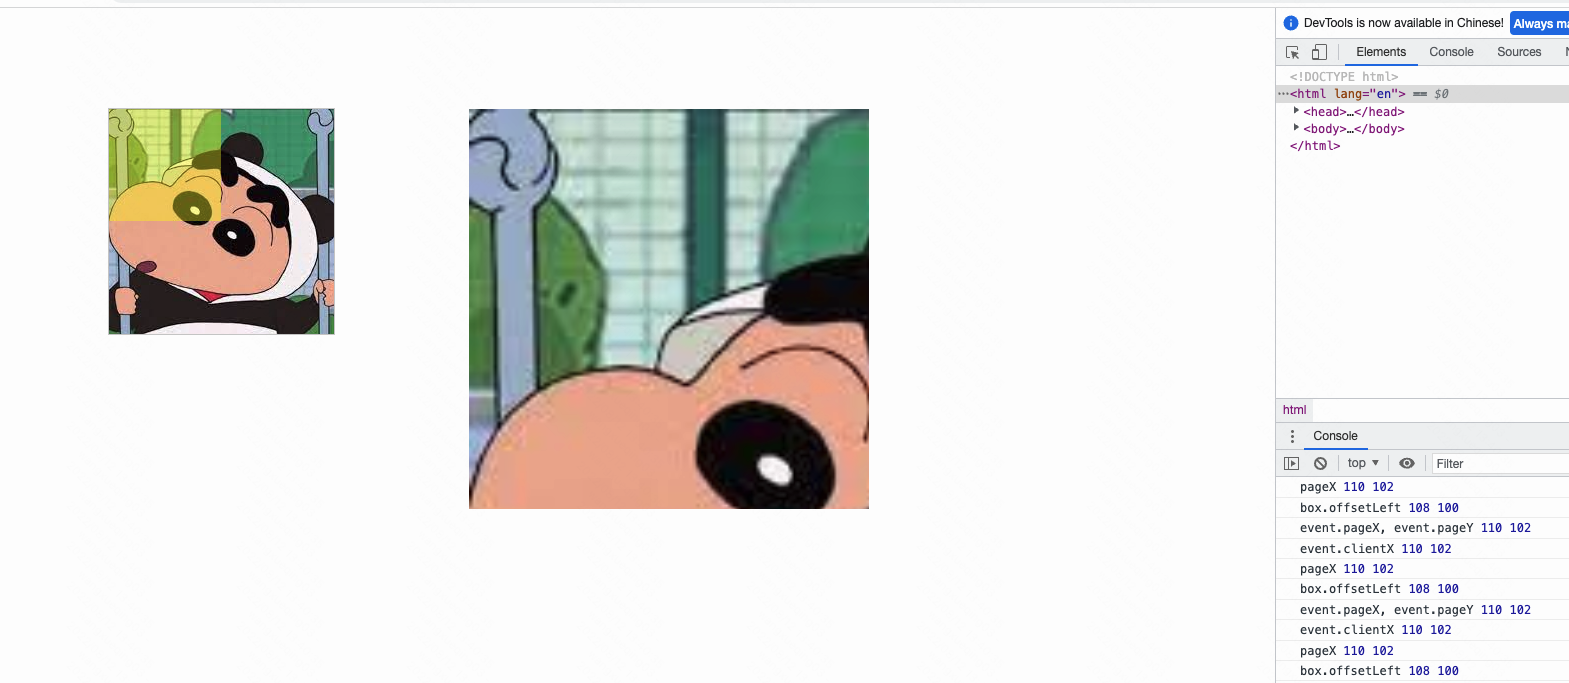 DevTools is now available in Chinese! Always
Elements Console Sources
<!DOCTYPE html>
…<html lang="en"> == $0
<head>…</head>
<body>…</body>
</html>
html
Console
top Filter
pageX 110 102
box.offsetLeft 108 100
event.pageX, event.pageY 110 102
event.clientX 110 102
pageX 110 102
box.offsetLeft 108 100
event.pageX, event.pageY 110 102
event.clientX 110 102
pageX 110 102
box.offsetLeft 108 100